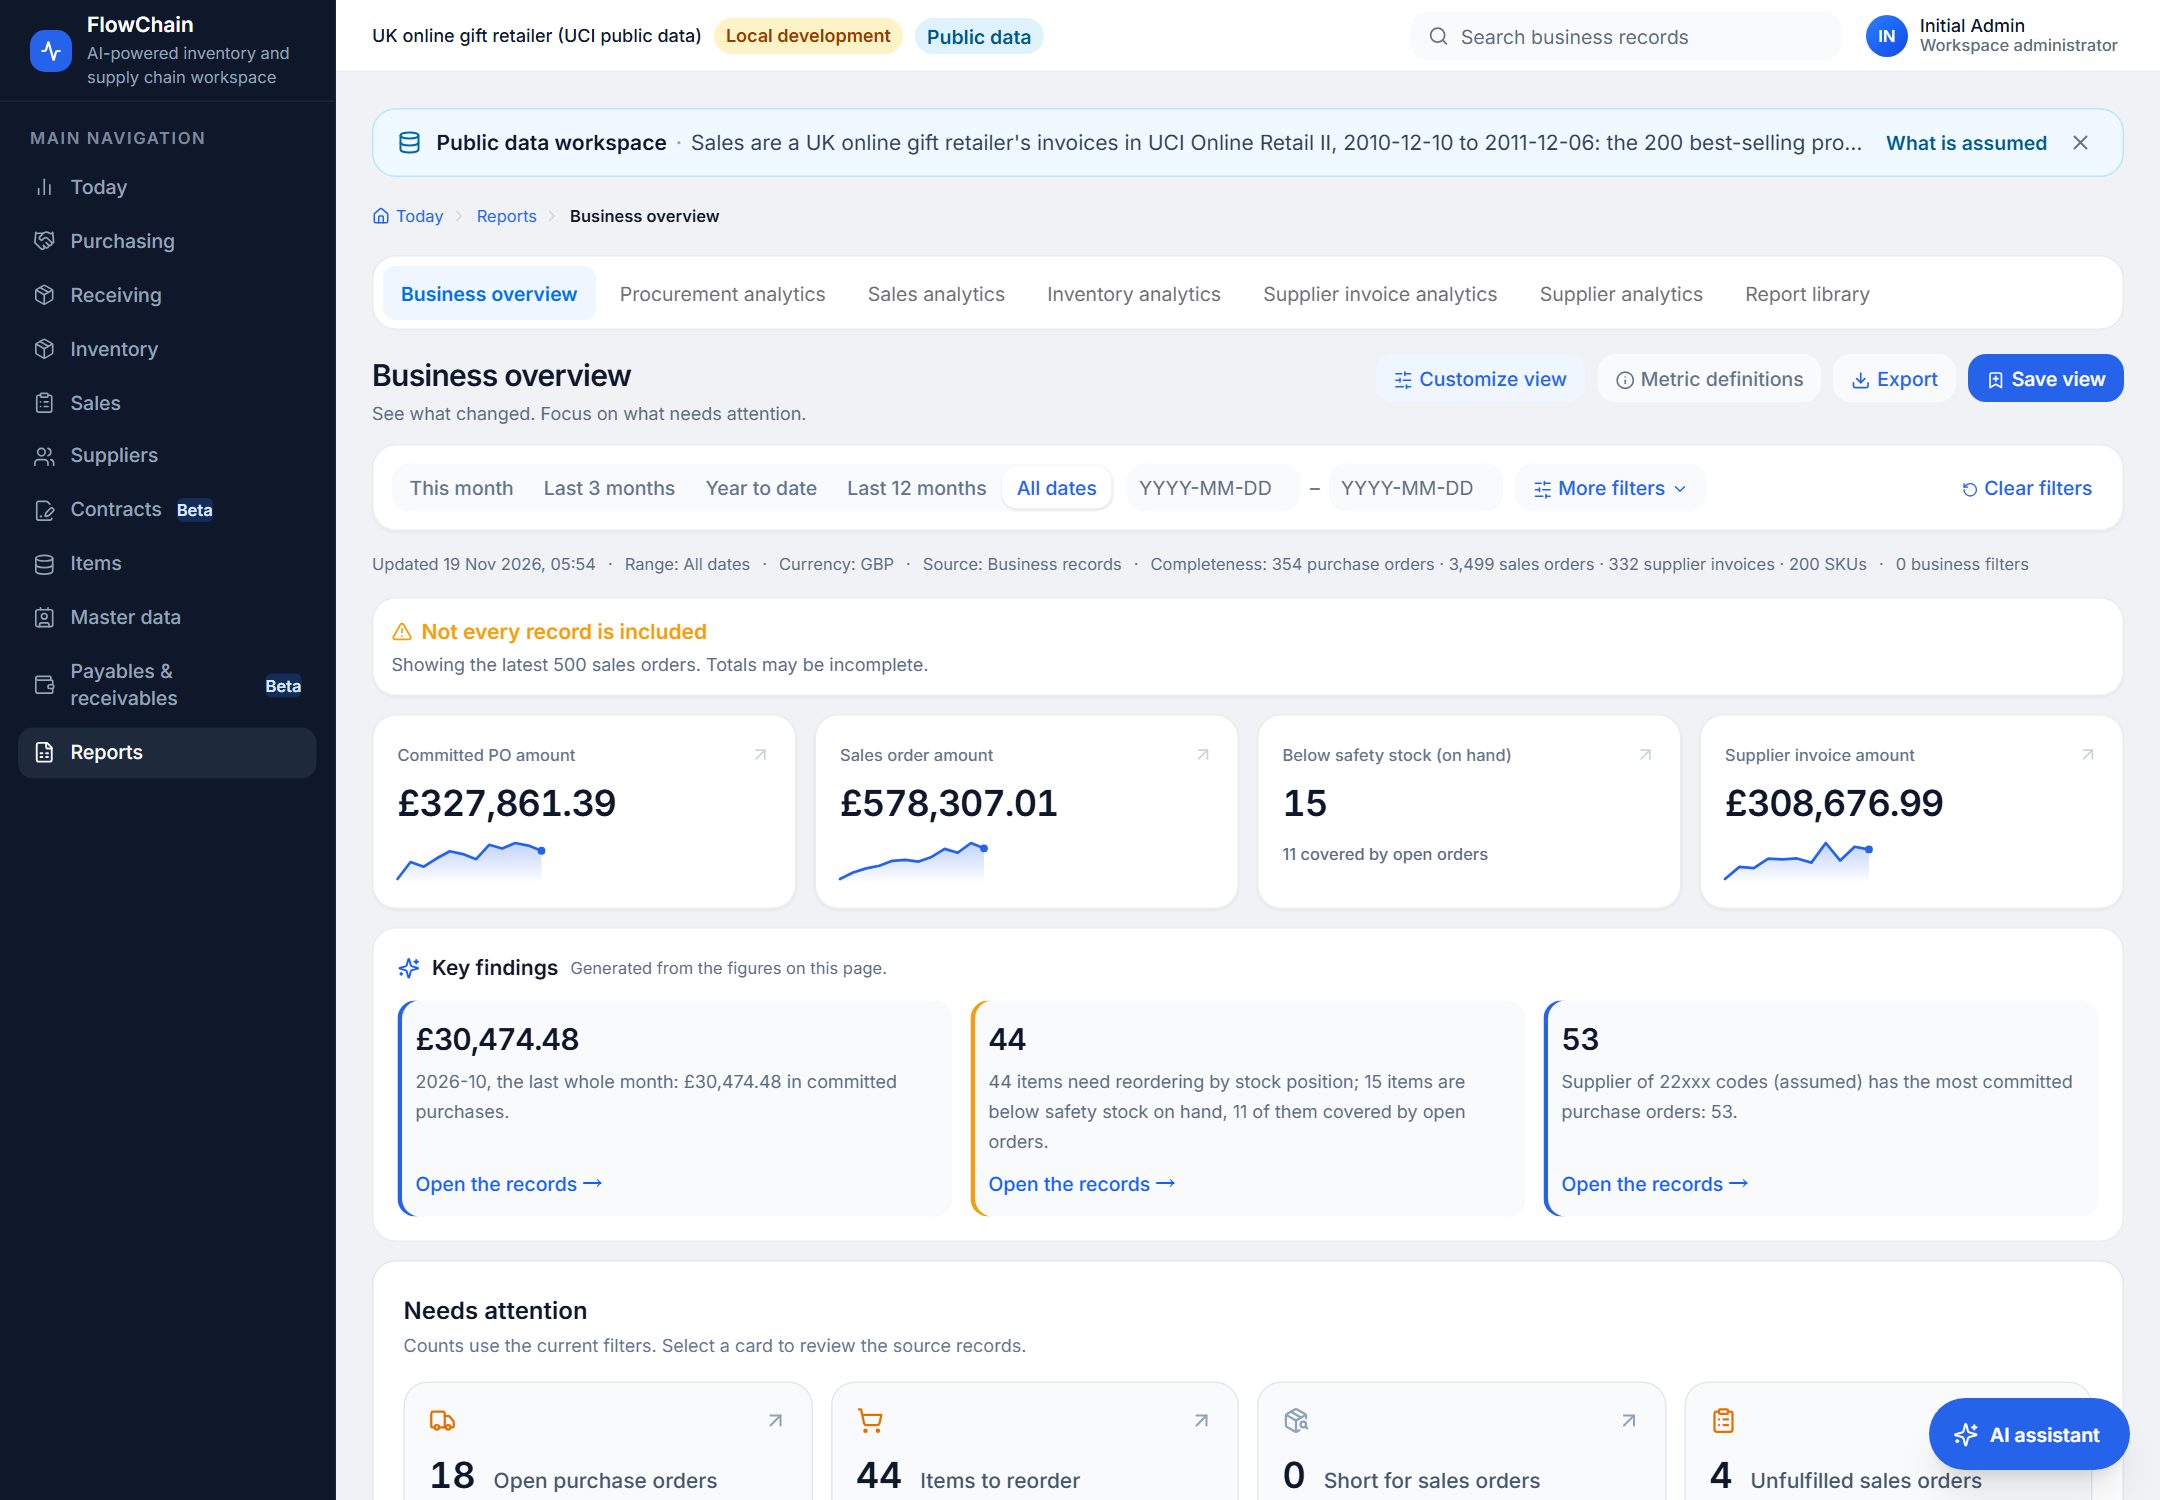 FlowChain
AI-powered inventory and
supply chain workspace
MAIN NAVIGATION
Today
Purchasing
Receiving
Inventory
Sales
Suppliers
Contracts Beta
Items
Master data
Payables &
receivables
Beta
Reports
UK online gift retailer (UCI public data) Local development Public data
Search business records
IN
Initial Admin
Workspace administrator
Public data workspace · Sales are a UK online gift retailer's invoices in UCI Online Retail II, 2010-12-10 to 2011-12-06: the 200 best-selling pro... What is assumed
Today Reports Business overview
Business overview Procurement analytics Sales analytics Inventory analytics Supplier invoice analytics Supplier analytics Report library
Business overview
See what changed. Focus on what needs attention.
Customize view Metric definitions Export Save view
This month Last 3 months Year to date Last 12 months All dates YYYY-MM-DD – YYYY-MM-DD More filters Clear filters
Updated 19 Nov 2026, 05:54 · Range: All dates · Currency: GBP · Source: Business records · Completeness: 354 purchase orders · 3,499 sales orders · 332 supplier invoices · 200 SKUs · 0 business filters
Not every record is included
Showing the latest 500 sales orders. Totals may be incomplete.
Committed PO amount
£327,861.39
Sales order amount
£578,307.01
Below safety stock (on hand)
15
11 covered by open orders
Supplier invoice amount
£308,676.99
Key findings Generated from the figures on this page.
£30,474.48
2026-10, the last whole month: £30,474.48 in committed
purchases.
Open the records →
44
44 items need reordering by stock position; 15 items are
below safety stock on hand, 11 of them covered by open
orders.
Open the records →
53
Supplier of 22xxx codes (assumed) has the most committed
purchase orders: 53.
Open the records →
Needs attention
Counts use the current filters. Select a card to review the source records.
18 Open purchase orders
44 Items to reorder
0 Short for sales orders
4 Unfulfilled sales orders
AI assistant